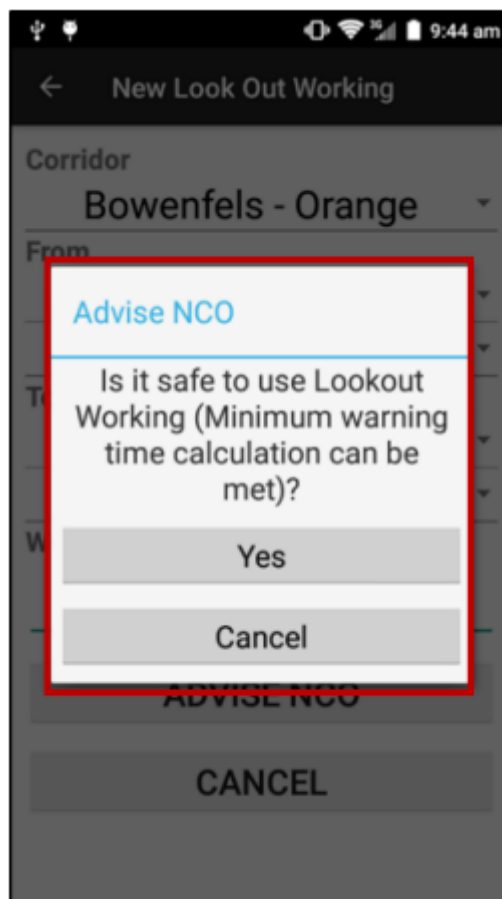 3G 9:44 am
New Look Out Working
Corridor
Bowenfels - Orange
From
Advise NCO
Is it safe to use Lookout
Working (Minimum warning
time calculation can be
met)?
Yes
Cancel
ADVISE NCO
CANCEL